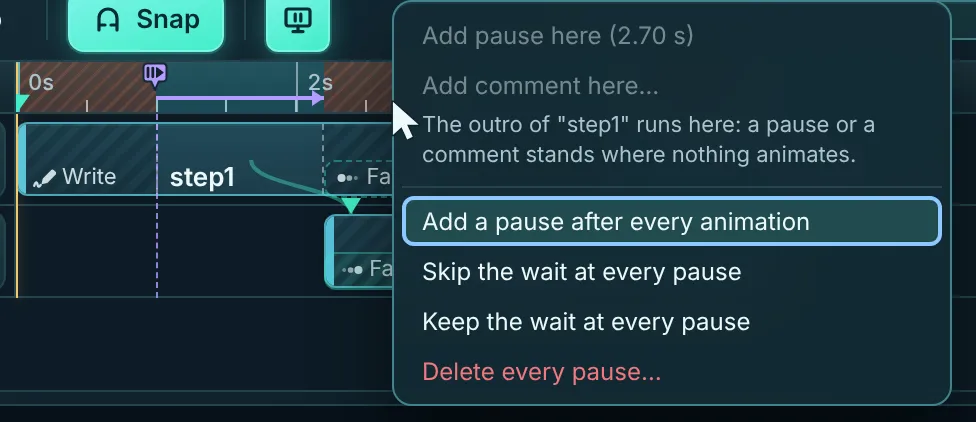 Snap
Add pause here (2.70 s)
Add comment here...
The outro of "step1" runs here: a pause or a
comment stands where nothing animates.
Add a pause after every animation
Skip the wait at every pause
Keep the wait at every pause
Delete every pause...
0s
2s
Write
step1
Fa
Fa